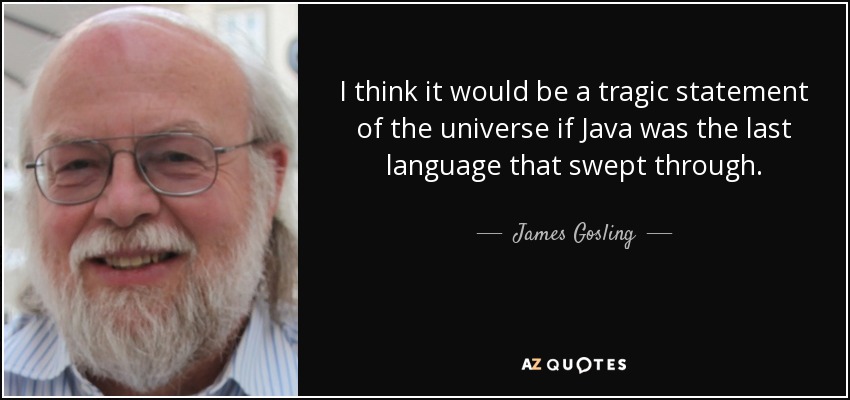 I think it would be a tragic statement
of the universe if Java was the last
language that swept through.
James Gosling
AZ QUOTES